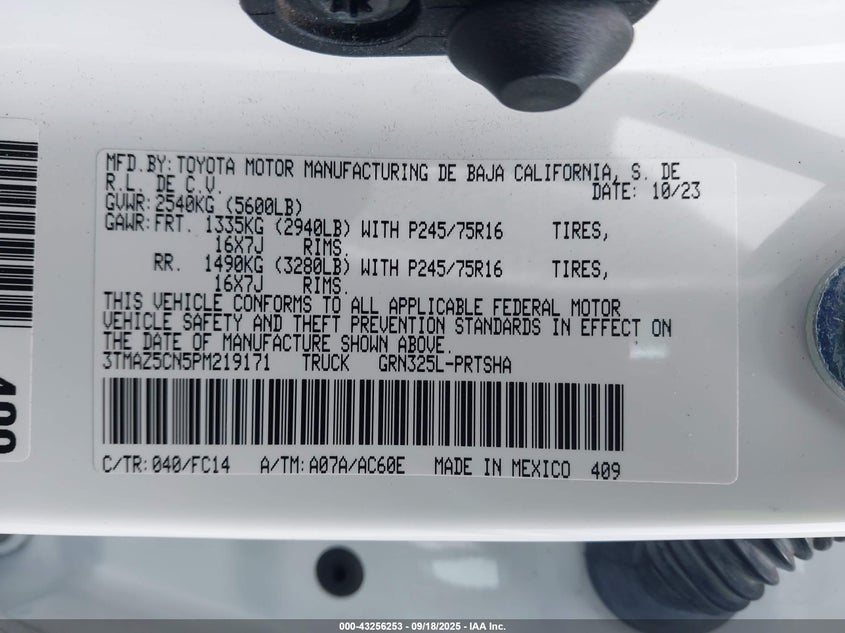 MFD.BY:TOYOTA MOTOR MANUFACTURING DE BAJA CALIFORNIA, S. DE
R.L. DE C.V. DATE: 10/23
GVWR:2540KG (5600LB)
GAWR:FRT. 1335KG (2940LB) WITH P245/75R16 TIRES,
16X7J RIMS.
RR. 1490KG (3280LB) WITH P245/75R16 TIRES,
16X7J RIMS.
THIS VEHICLE CONFORMS TO ALL APPLICABLE FEDERAL MOTOR
VEHICLE SAFETY AND THEFT PREVENTION STANDARDS IN EFFECT ON
THE DATE OF MANUFACTURE SHOWN ABOVE.
3TMAZ5CN5PM219171 TRUCK GRN325L-PRTSHA
C/TR:040/FC14 A/TM:A07A/AC60E MADE IN MEXICO 409
000-43256253 - 09/18/2025 - IAA Inc.